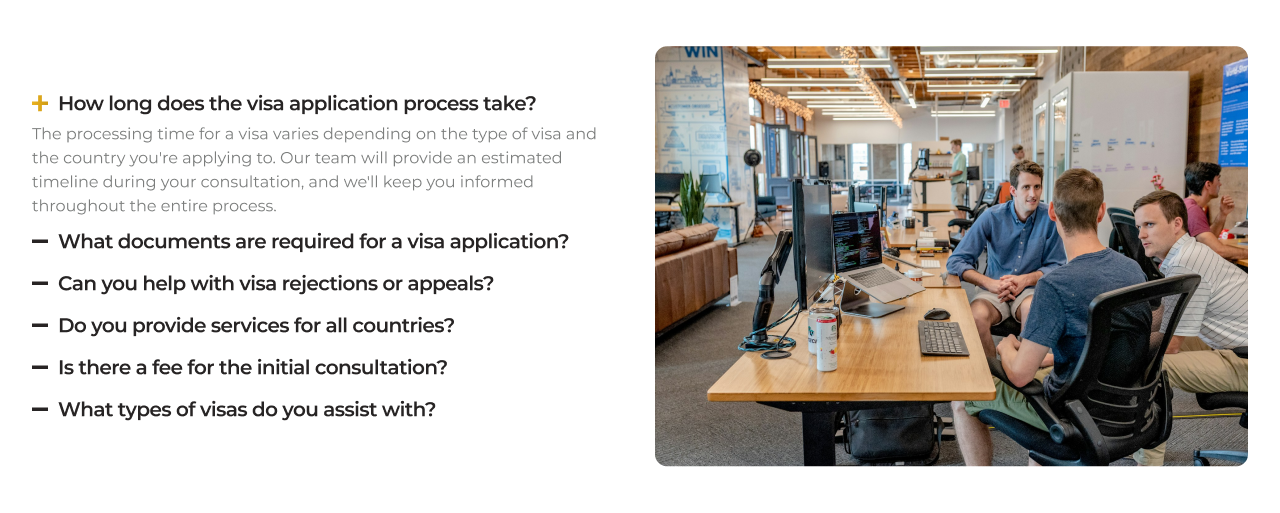 How long does the visa application process take?
The processing time for a visa varies depending on the type of visa and
the country you're applying to. Our team will provide an estimated
timeline during your consultation, and we'll keep you informed
throughout the entire process.
What documents are required for a visa application?
Can you help with visa rejections or appeals?
Do you provide services for all countries?
Is there a fee for the initial consultation?
What types of visas do you assist with?
WIN